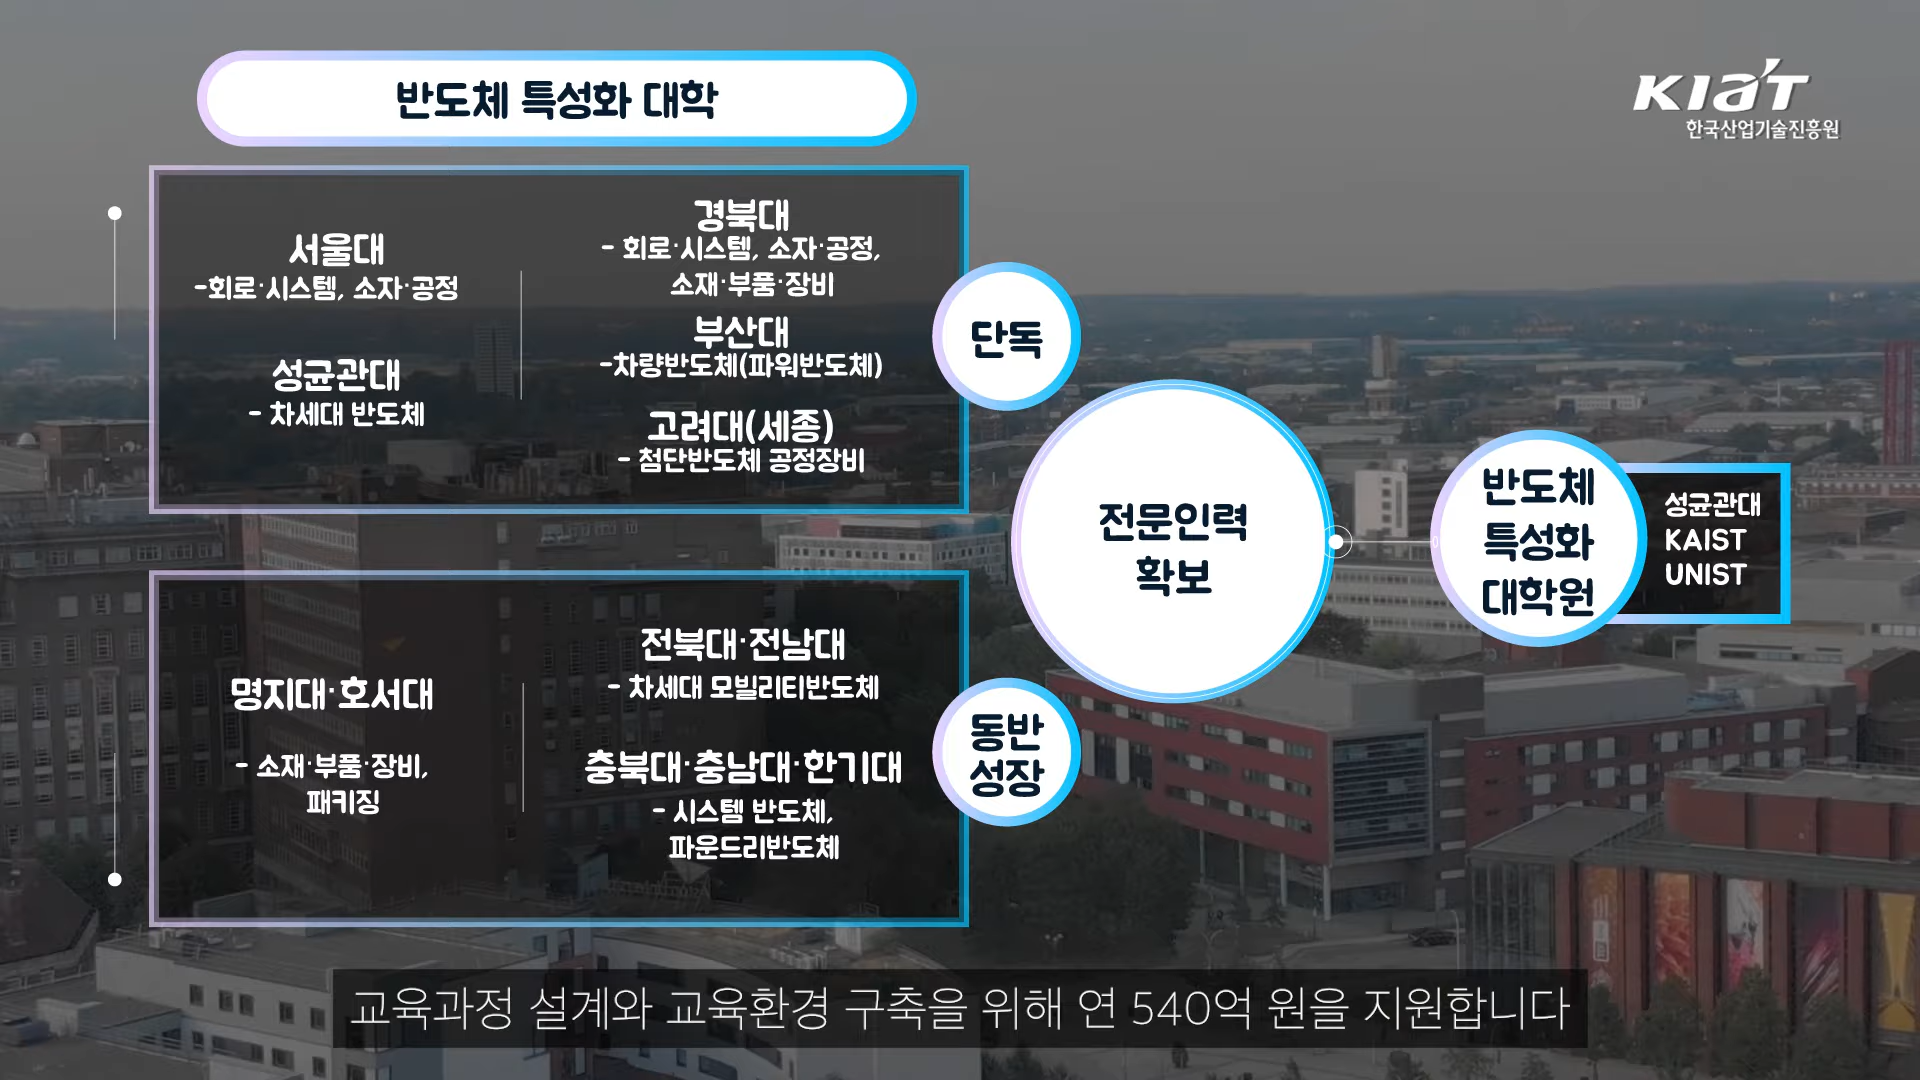 반도체 특성화 대학
KIAT
한국산업기술진흥원
서울대
-회로·시스템, 소자·공정
성균관대
- 차세대 반도체
경북대
- 회로·시스템, 소자·공정,
소재·부품·장비
부산대
-차량반도체(파워반도체)
고려대(세종)
- 첨단반도체 공정장비
단독
명지대·호서대
- 소재·부품·장비,
패키징
전북대·전남대
- 차세대 모빌리티반도체
충북대·충남대·한기대
- 시스템 반도체,
파운드리반도체
동반
성장
전문인력
확보
반도체
특성화
대학원
성균관대
KAIST
UNIST
교육과정 설계와 교육환경 구축을 위해 연 540억 원을 지원합니다